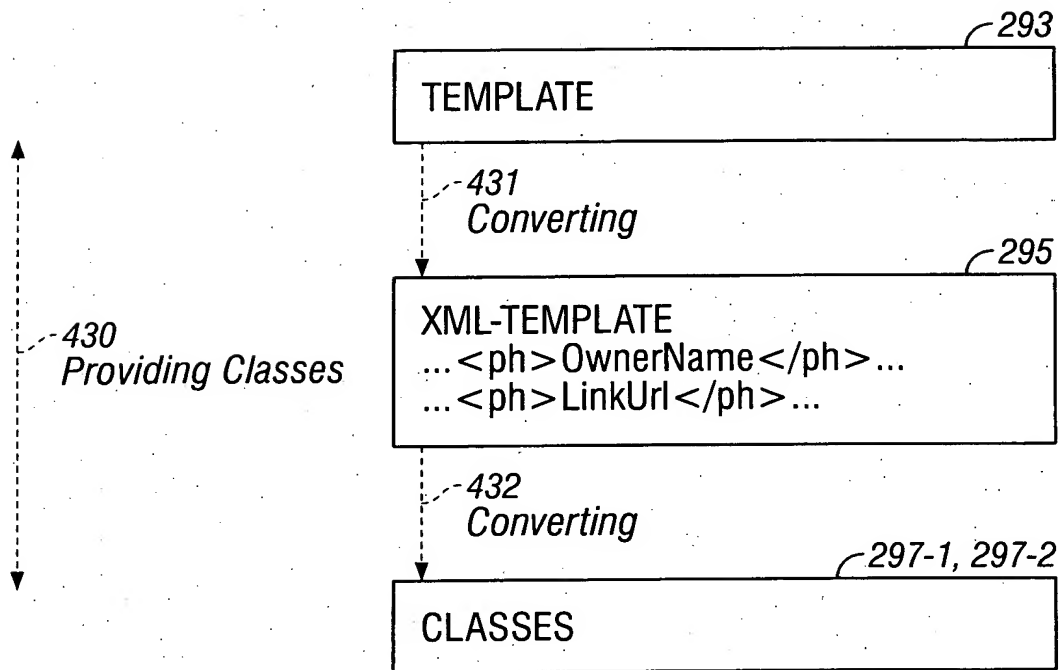 293
TEMPLATE
431
Converting
295
XML-TEMPLATE
...<ph>OwnerName</ph>...
...<ph>LinkUrl</ph>...
430
Providing Classes
432
Converting
297-1, 297-2
CLASSES